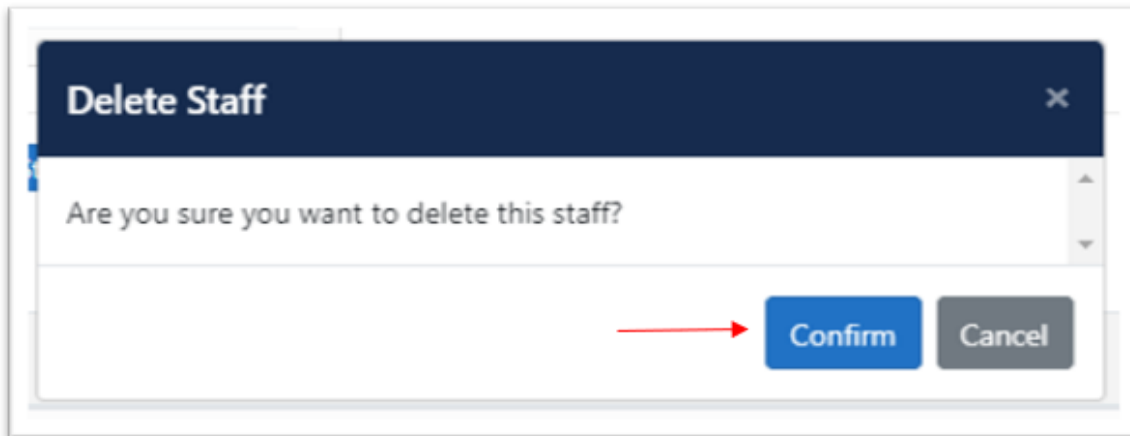 Delete Staff
×
Are you sure you want to delete this staff?
Confirm
Cancel